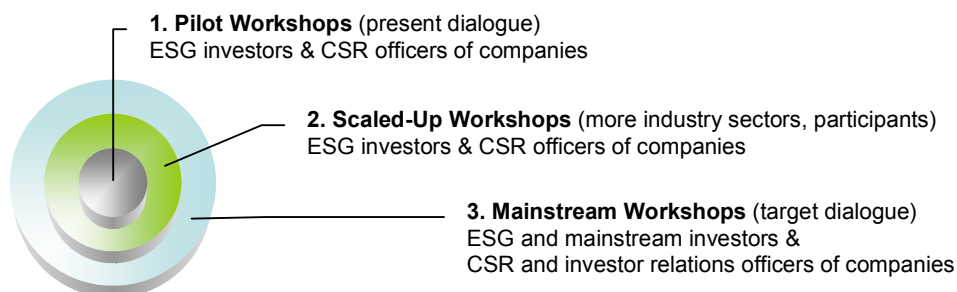 1. Pilot Workshops (present dialogue)
ESG investors & CSR officers of companies
2. Scaled-Up Workshops (more industry sectors, participants)
ESG investors & CSR officers of companies
3. Mainstream Workshops (target dialogue)
ESG and mainstream investors &
CSR and investor relations officers of companies